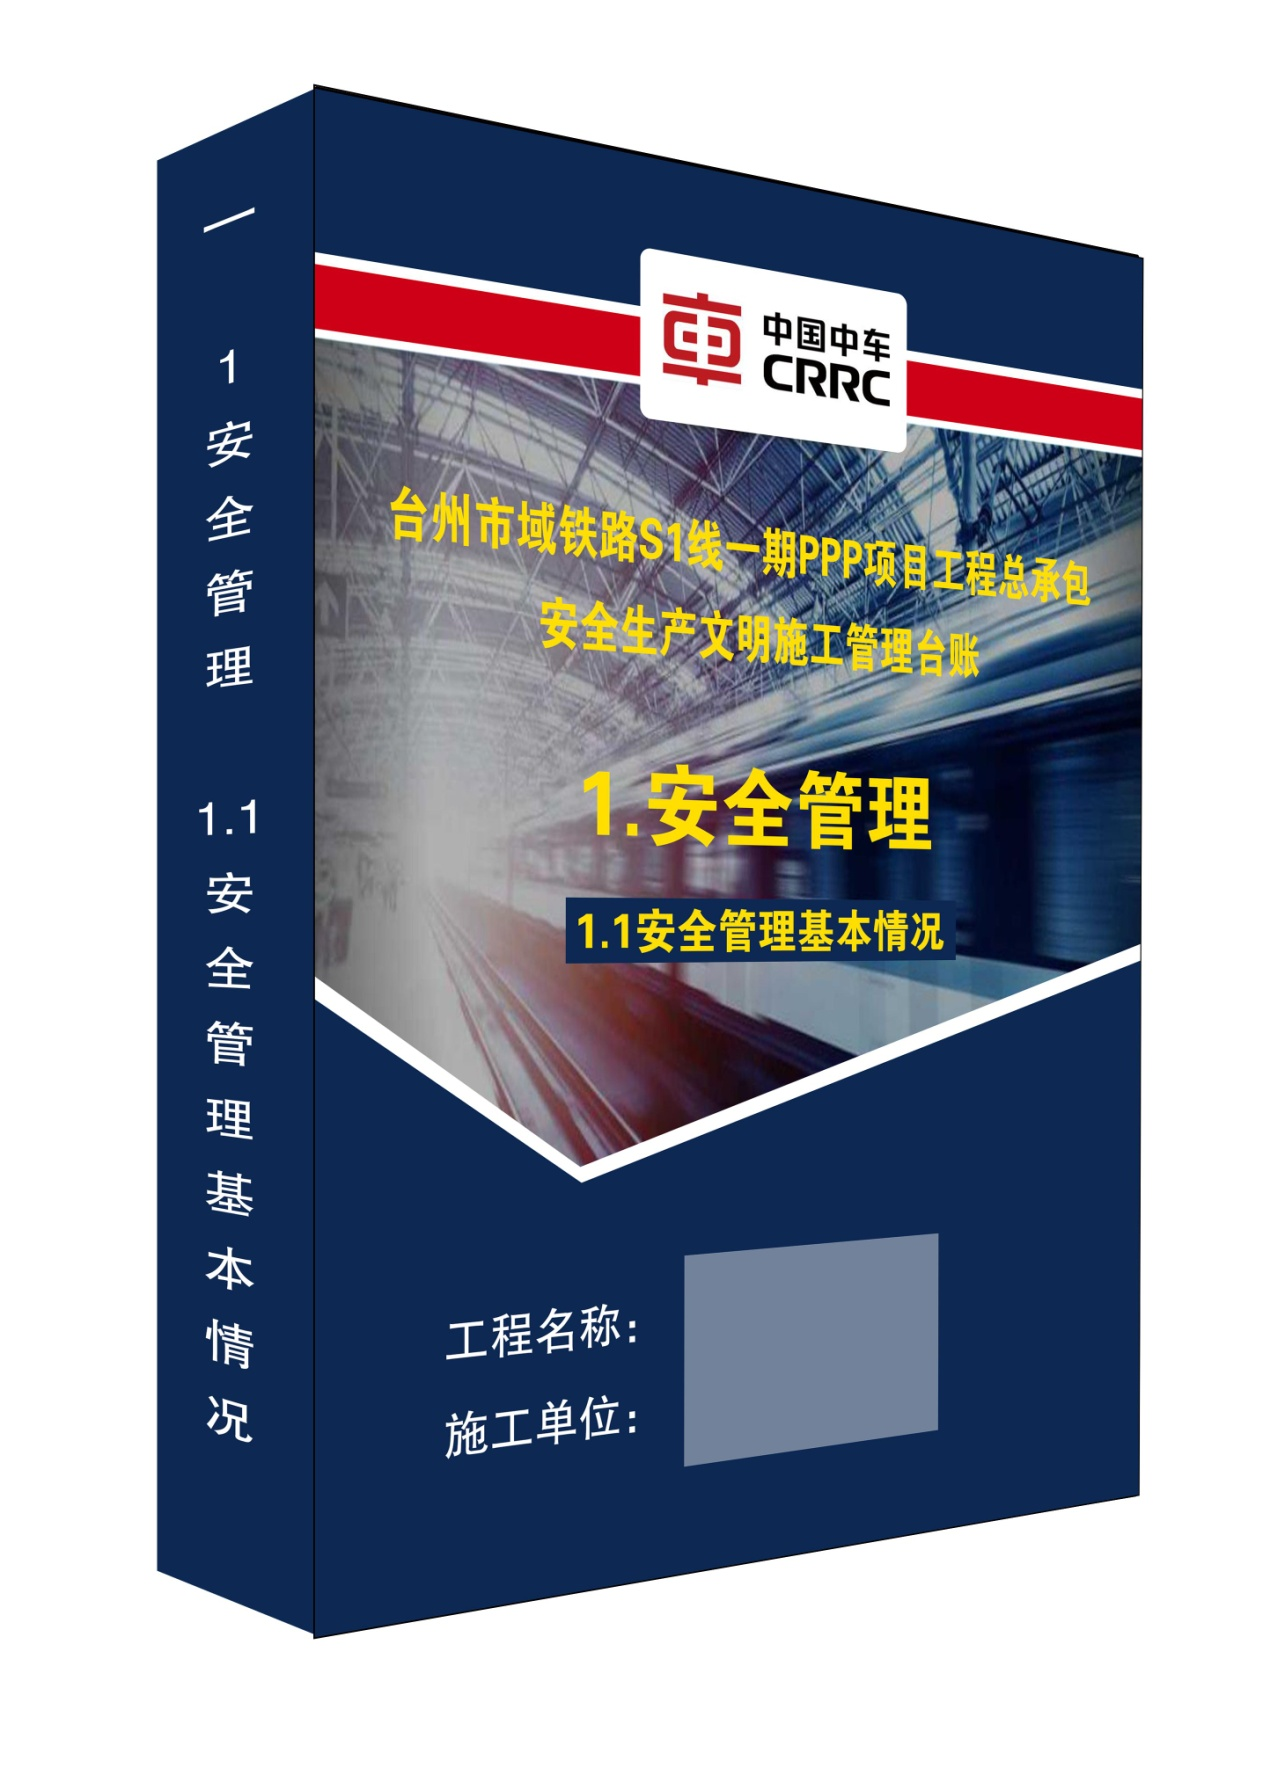 一
1安全管理
1.1安全管理基本情况
中国中车
CRRC
台州市域铁路S1线一期PPP项目工程总承包
安全生产文明施工管理台账
1.安全管理
1.1安全管理基本情况
工程名称：
施工单位：